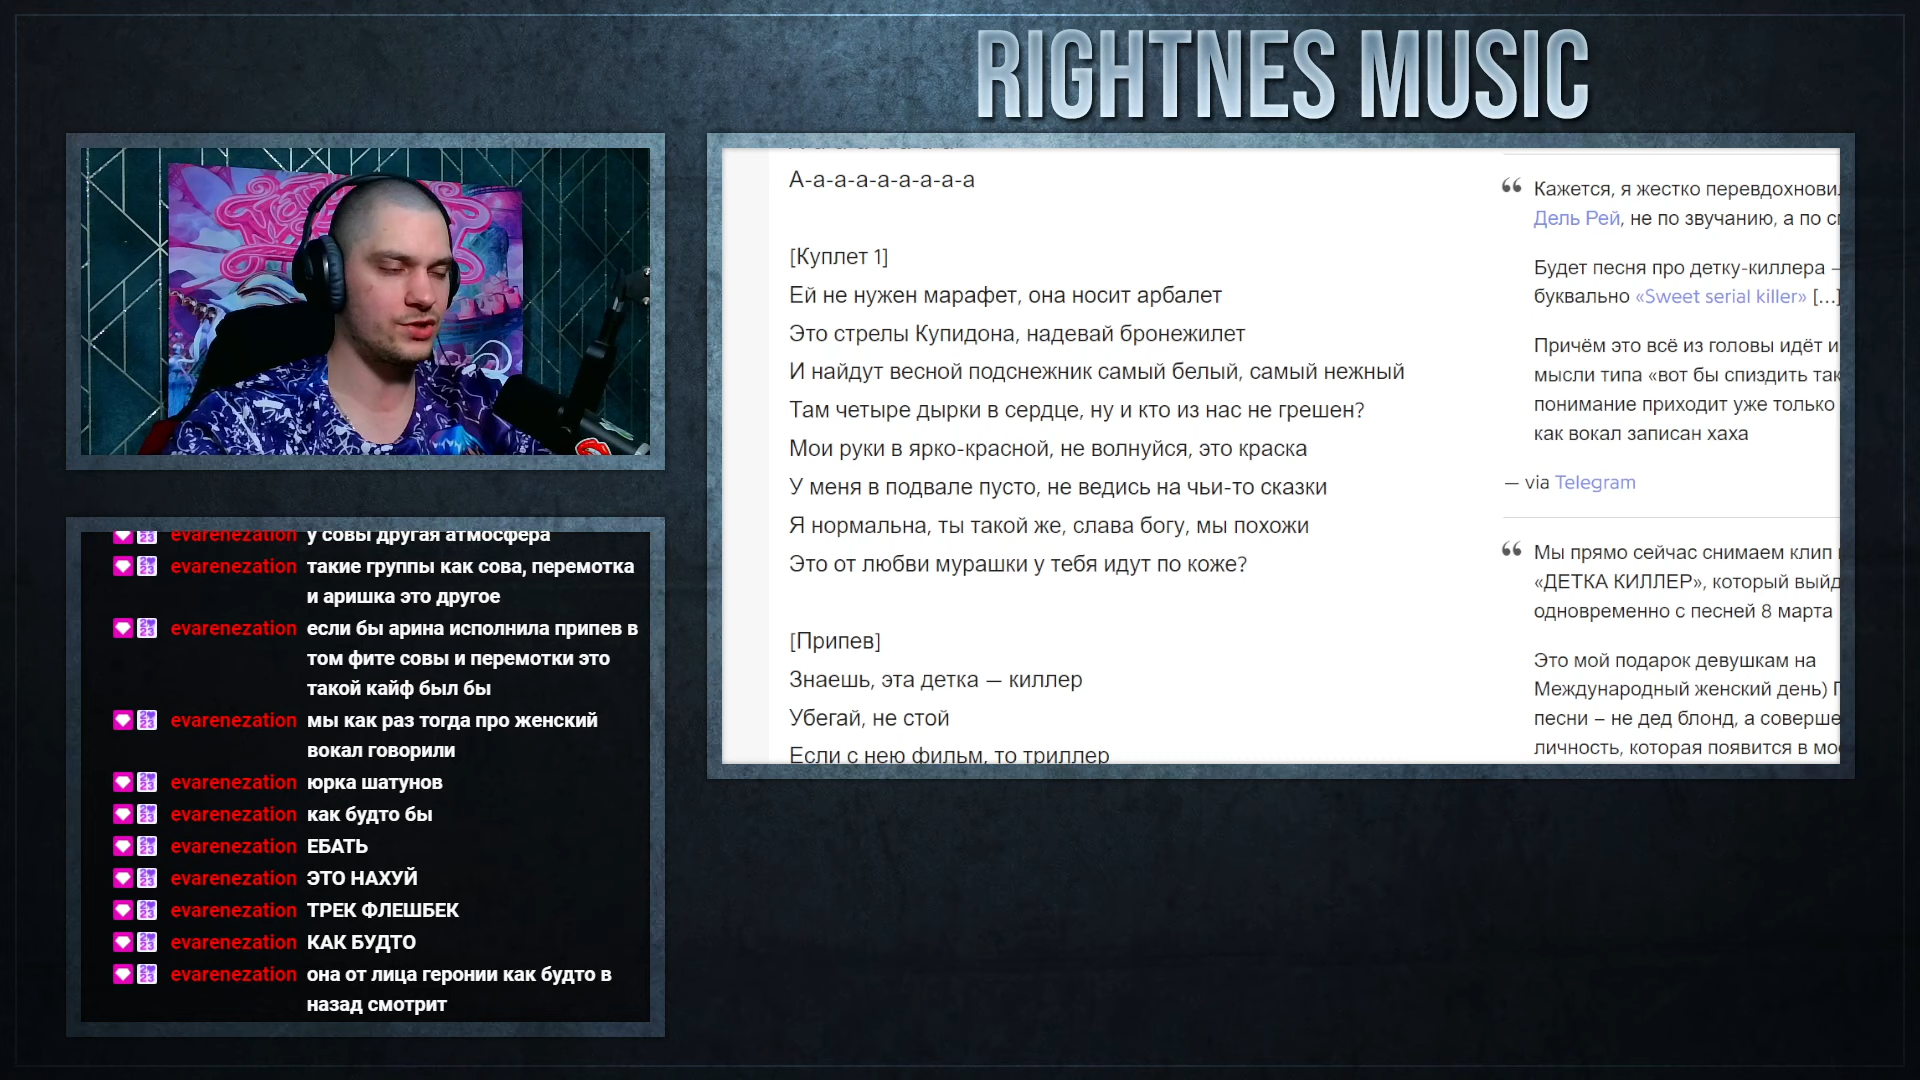 RIGHTNES MUSIC
А-а-а-а-а-а-а-а-а
[Куплет 1]
Ей не нужен марафет, она носит арбалет
Это стрелы Купидона, надевай бронежилет
И найдут весной подснежник самый белый, самый нежный
Там четыре дырки в сердце, ну и кто из нас не грешен?
Мои руки в ярко-красной, не волнуйся, это краска
У меня в подвале пусто, не ведись на чьи-то сказки
Я нормальна, ты такой же, слава богу, мы похожи
Это от любви мурашки у тебя идут по коже?
[Припев]
Знаешь, эта детка — киллер
Убегай, не стой
Если с нею фильм, то триллер
“ Кажется, я жестко перевдохнови
Дель Рей, не по звучанию, а по
Будет песня про детку-киллера –
буквально «Sweet serial killer» [...]
Причём это всё из головы идёт и
мысли типа «вот бы спиздить так
понимание приходит уже только
как вокал записан хаха
— via Telegram
“ Мы прямо сейчас снимаем клип
«ДЕТКА КИЛЛЕР», который выйд
одновременно с песней 8 марта
Это мой подарок девушкам на
Международный женский день)
песни – не дед блонд, а соверше
личность, которая появится в мо
evarenezation у совы другая атмосфера
evarenezation такие группы как сова, перемотка
и аришка это другое
evarenezation если бы арина исполнила припев в
том фите совы и перемотки это
такой кайф был бы
evarenezation мы как раз тогда про женский
вокал говорили
evarenezation юрка шатунов
evarenezation как будто бы
evarenezation ЕБАТЬ
evarenezation ЭТО НАХУЙ
evarenezation ТРЕК ФЛЕШБЕК
evarenezation КАК БУДТО
evarenezation она от лица геронии как будто в
назад смотрит